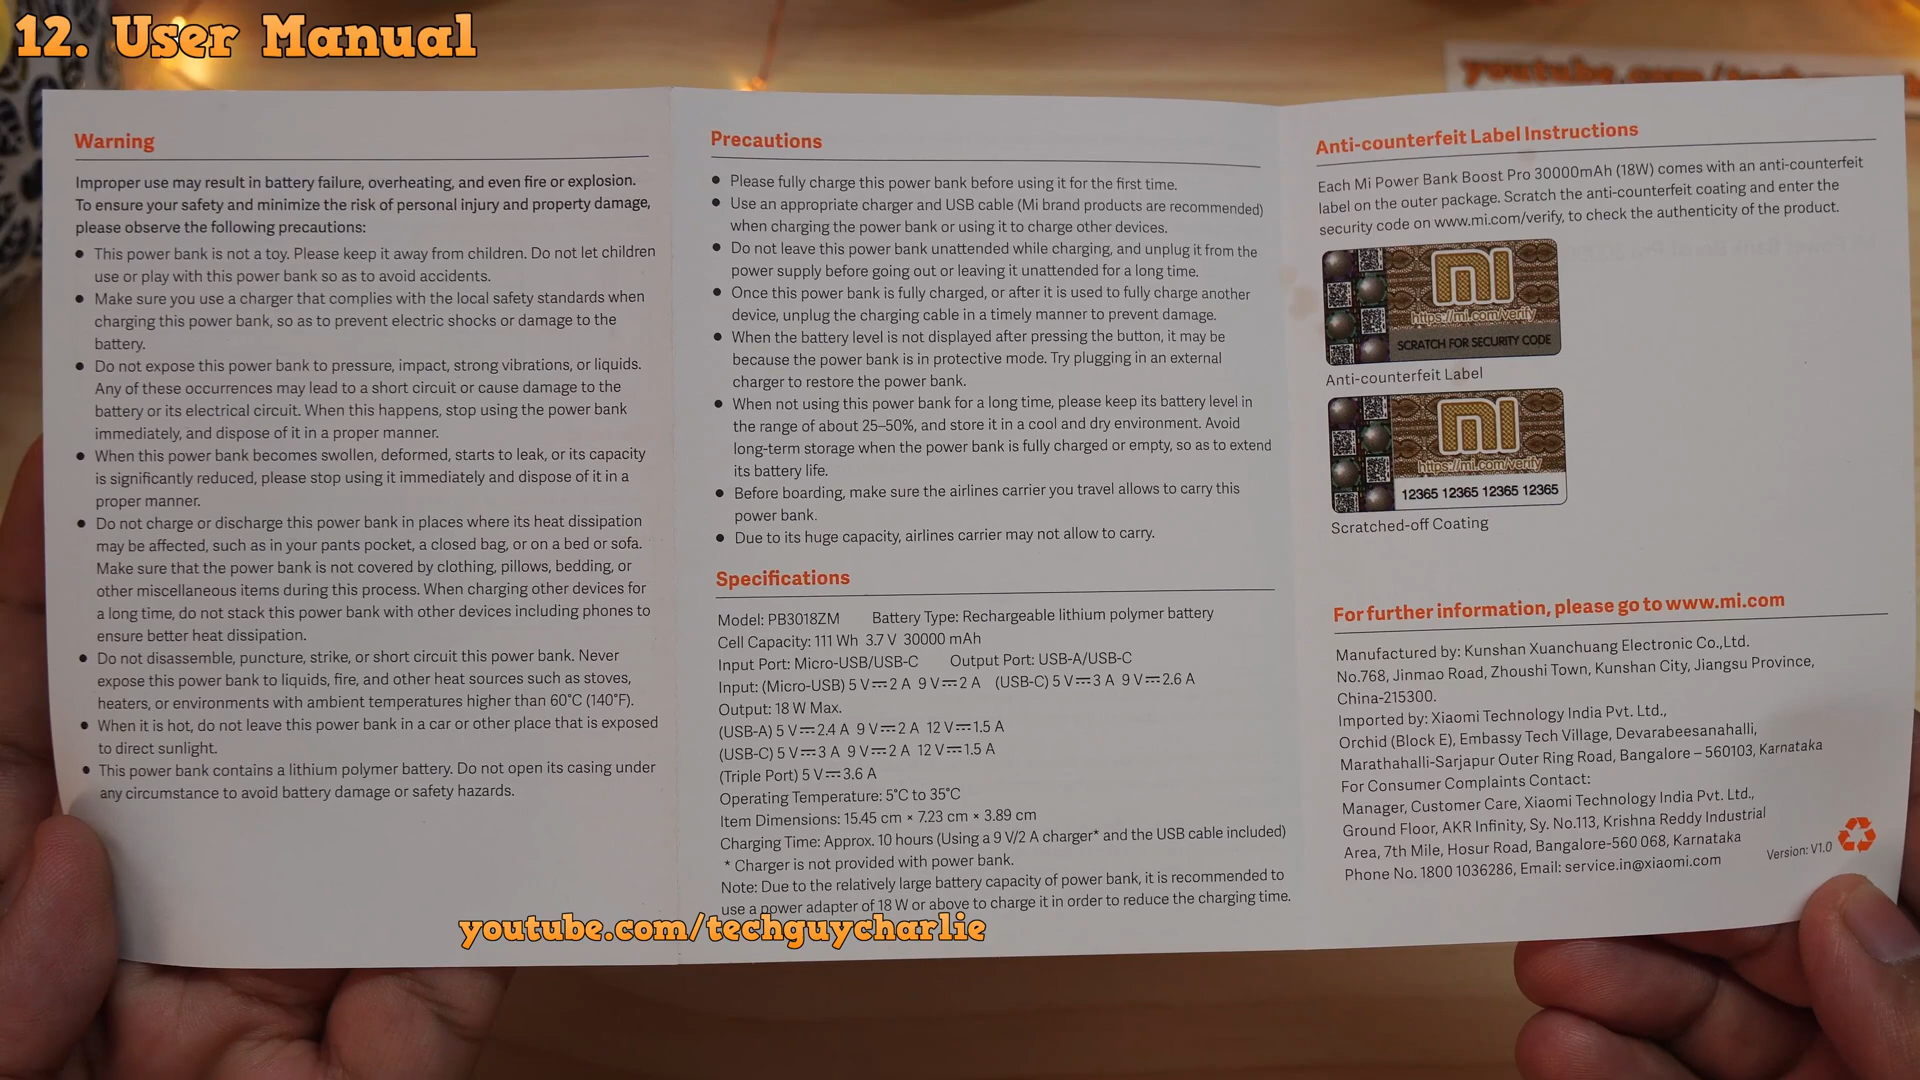 12. User Manual
Warning
Improper use may result in battery failure, overheating, and even fire or explosion.
To ensure your safety and minimize the risk of personal injury and property damage,
please observe the following precautions:
● This power bank is not a toy. Please keep it away from children. Do not let children
use or play with this power bank so as to avoid accidents.
● Make sure you use a charger that complies with the local safety standards when
charging this power bank, so as to prevent electric shocks or damage to the
battery.
● Do not expose this power bank to pressure, impact, strong vibrations, or liquids.
Any of these occurrences may lead to a short circuit or cause damage to the
battery or its electrical circuit. When this happens, stop using the power bank
immediately, and dispose of it in a proper manner.
● When this power bank becomes swollen, deformed, starts to leak, or its capacity
is significantly reduced, please stop using it immediately and dispose of it in a
proper manner.
● Do not charge or discharge this power bank in places where its heat dissipation
may be affected, such as in your pants pocket, a closed bag, or on a bed or sofa.
Make sure that the power bank is not covered by clothing, pillows, bedding, or
other miscellaneous items during this process. When charging other devices for
a long time, do not stack this power bank with other devices including phones to
ensure better heat dissipation.
● Do not disassemble, puncture, strike, or short circuit this power bank. Never
expose this power bank to liquids, fire, and other heat sources such as stoves,
heaters, or environments with ambient temperatures higher than 60°C (140°F).
● When it is hot, do not leave this power bank in a car or other place that is exposed
to direct sunlight.
● This power bank contains a lithium polymer battery. Do not open its casing under
any circumstance to avoid battery damage or safety hazards.
Precautions
● Please fully charge this power bank before using it for the first time.
● Use an appropriate charger and USB cable (Mi brand products are recommended)
when charging the power bank or using it to charge other devices.
● Do not leave this power bank unattended while charging, and unplug it from the
power supply before going out or leaving it unattended for a long time.
● Once this power bank is fully charged, or after it is used to fully charge another
device, unplug the charging cable in a timely manner to prevent damage.
● When the battery level is not displayed after pressing the button, it may be
because the power bank is in protective mode. Try plugging in an external
charger to restore the power bank.
● When not using this power bank for a long time, please keep its battery level in
the range of about 25–50%, and store it in a cool and dry environment. Avoid
long-term storage when the power bank is fully charged or empty, so as to extend
its battery life.
● Before boarding, make sure the airlines carrier you travel allows to carry this
power bank.
● Due to its huge capacity, airlines carrier may not allow to carry.
Specifications
Model: PB3018ZM Battery Type: Rechargeable lithium polymer battery
Cell Capacity: 111 Wh 3.7 V 30000 mAh
Input Port: Micro-USB/USB-C Output Port: USB-A/USB-C
Input: (Micro-USB) 5 V⎓2 A 9 V⎓2 A (USB-C) 5 V⎓3 A 9 V⎓2.6 A
Output: 18 W Max.
(USB-A) 5 V⎓2.4 A 9 V⎓2 A 12 V⎓1.5 A
(USB-C) 5 V⎓3 A 9 V⎓2 A 12 V⎓1.5 A
(Triple Port) 5 V⎓3.6 A
Operating Temperature: 5°C to 35°C
Item Dimensions: 15.45 cm × 7.23 cm × 3.89 cm
Charging Time: Approx. 10 hours (Using a 9 V/2 A charger* and the USB cable included)
* Charger is not provided with power bank.
Note: Due to the relatively large battery capacity of power bank, it is recommended to
use a power adapter of 18 W or above to charge it in order to reduce the charging time.
Anti-counterfeit Label Instructions
Each Mi Power Bank Boost Pro 30000mAh (18W) comes with an anti-counterfeit
label on the outer package. Scratch the anti-counterfeit coating and enter the
security code on www.mi.com/verify, to check the authenticity of the product.
mi
https://mi.com/verify
SCRATCH FOR SECURITY CODE
Anti-counterfeit Label
mi
https://mi.com/verify
12365 12365 12365 12365
Scratched-off Coating
For further information, please go to www.mi.com
Manufactured by: Kunshan Xuanchuang Electronic Co.,Ltd.
No.768, Jinmao Road, Zhoushi Town, Kunshan City, Jiangsu Province,
China-215300.
Imported by: Xiaomi Technology India Pvt. Ltd.,
Orchid (Block E), Embassy Tech Village, Devarabeesanahalli,
Marathahalli-Sarjapur Outer Ring Road, Bangalore – 560103, Karnataka
For Consumer Complaints Contact:
Manager, Customer Care, Xiaomi Technology India Pvt. Ltd.,
Ground Floor, AKR Infinity, Sy. No.113, Krishna Reddy Industrial
Area, 7th Mile, Hosur Road, Bangalore-560 068, Karnataka
Phone No. 1800 1036286, Email: service.in@xiaomi.com
Version: V1.0
youtube.com/techguycharlie